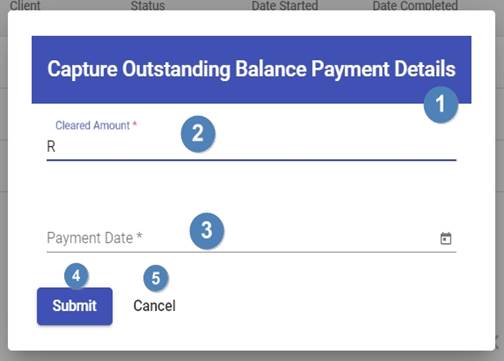 Client Status Date Started Date Completed
Capture Outstanding Balance Payment Details
1
Cleared Amount *
2
R
Payment Date *
3
4
5
Submit Cancel